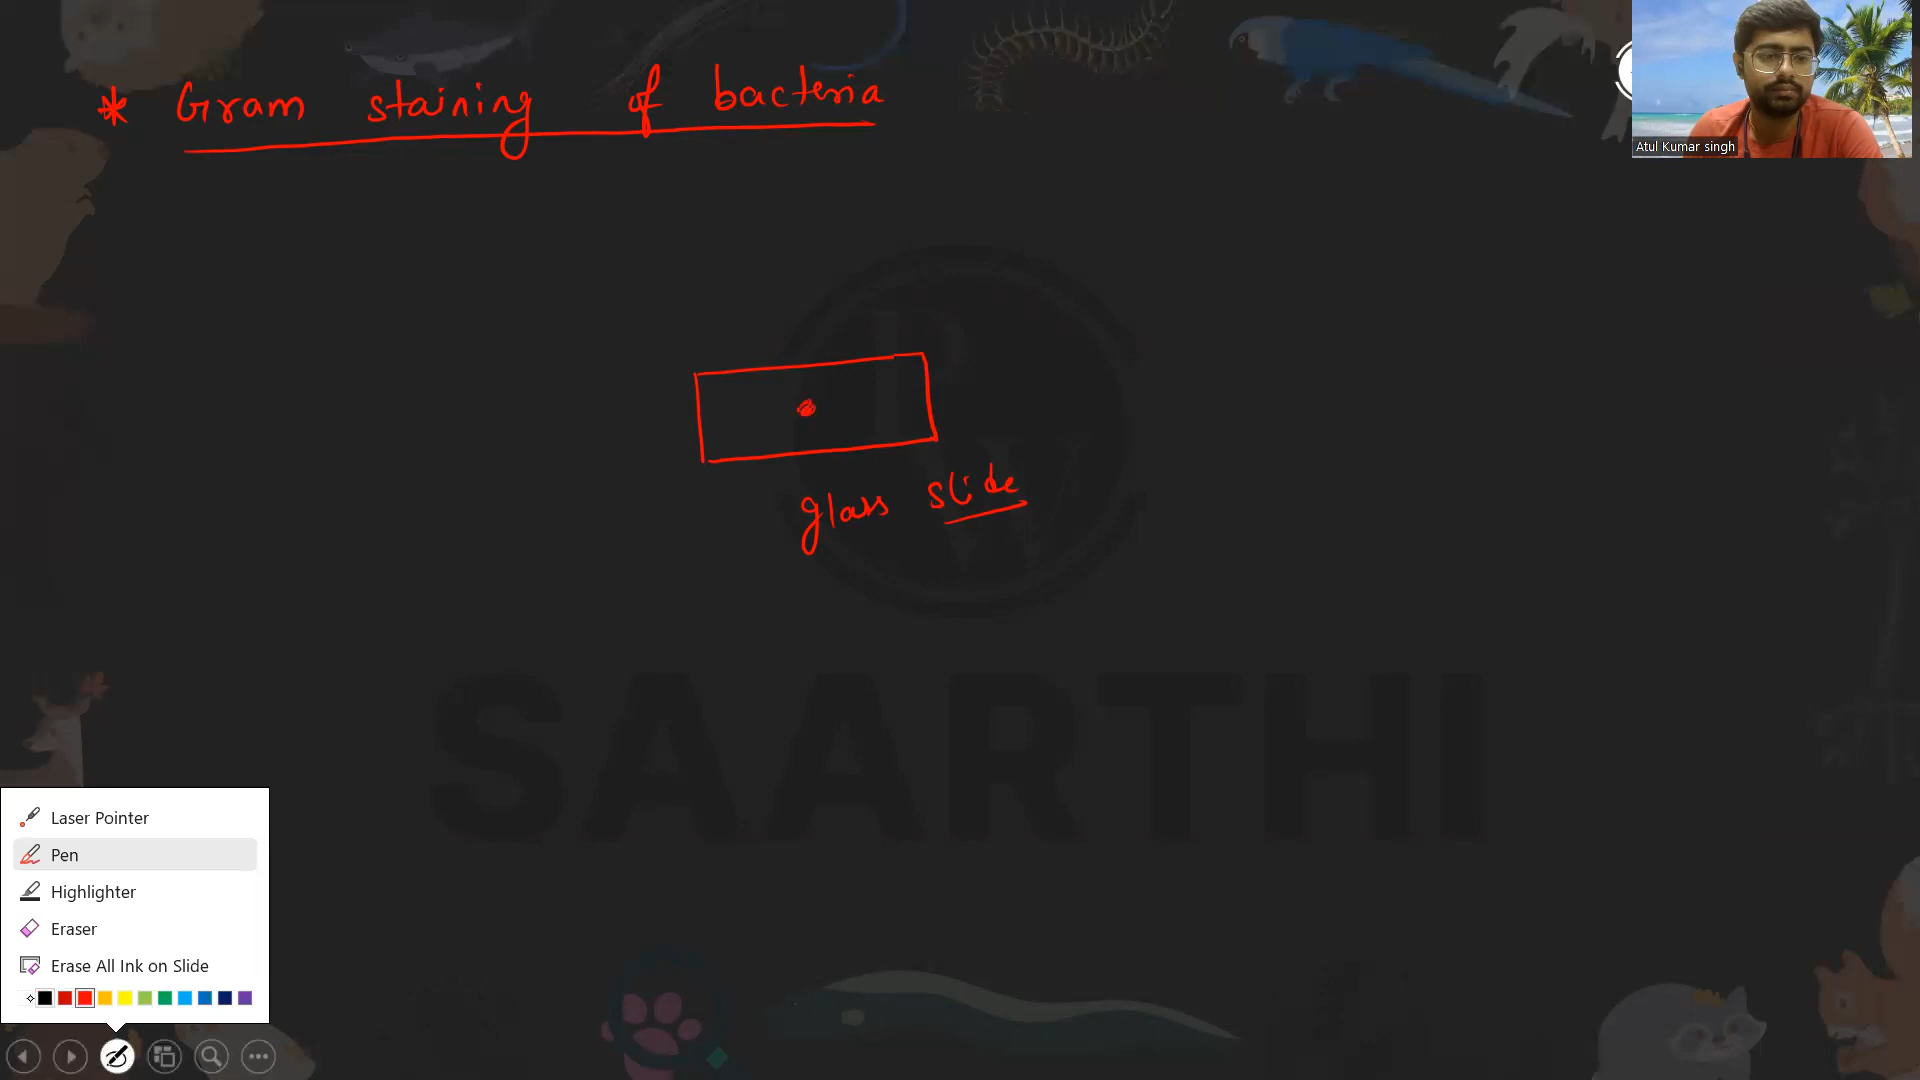 * Gram staining of bacteria
Atul Kumar singh
PW
glass slide
SAARTHI
Laser Pointer
Pen
Highlighter
Eraser
Erase All Ink on Slide